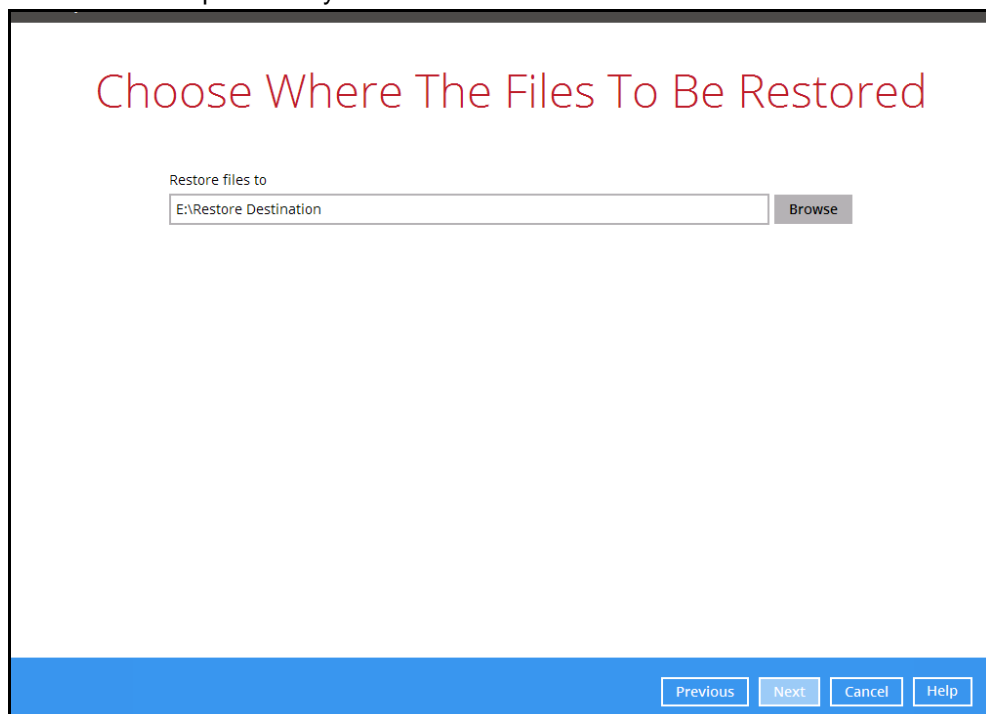 Choose Where The Files To Be Restored
Restore files to
E:\Restore Destination
Browse
Previous
Next
Cancel
Help